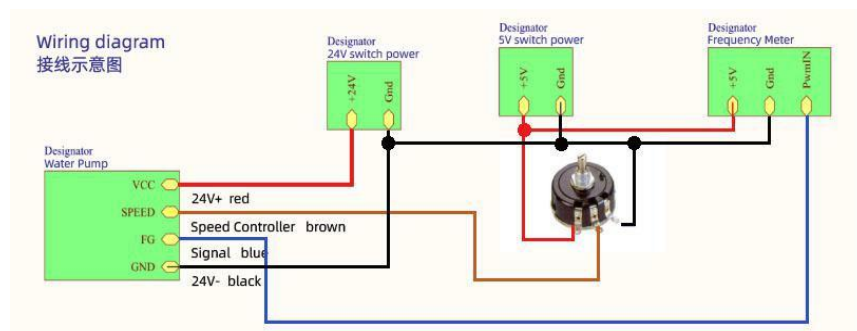 Wiring diagram
接线示意图
Designator
24V switch power
+24V
Gnd
Designator
5V switch power
+5V
Gnd
Designator
Frequency Meter
+5V
Gnd
PwmIN
Designator
Water Pump
VCC
24V+ red
SPEED
Speed Controller brown
FG
Signal blue
GND
24V- black